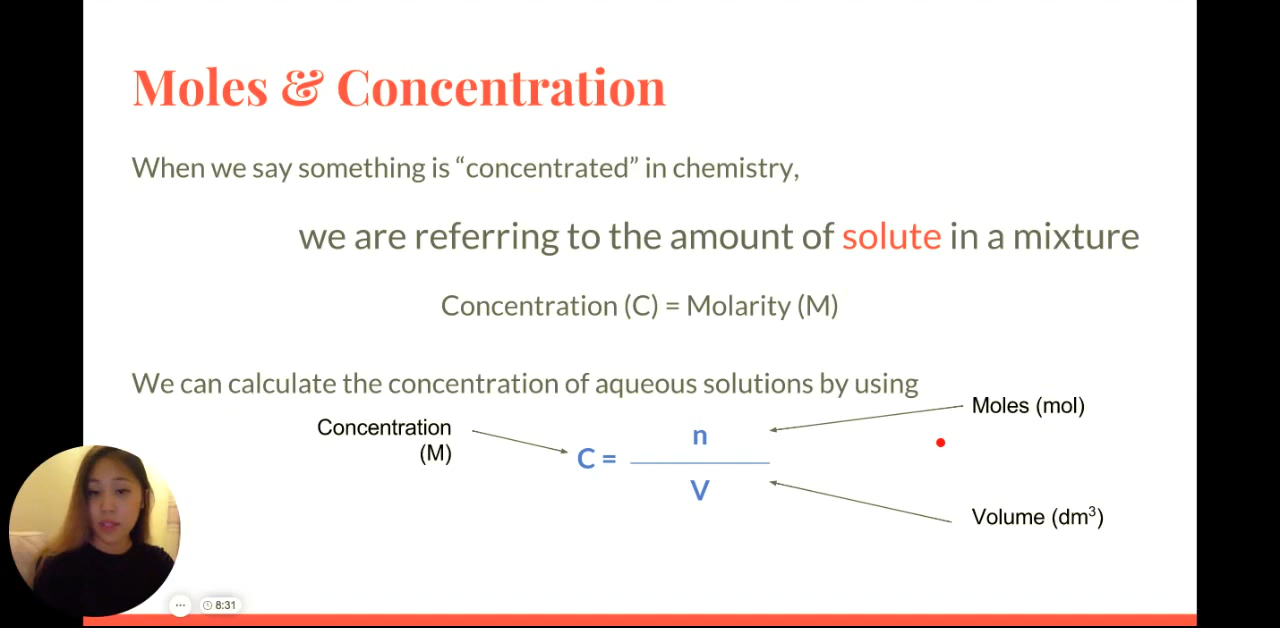 Moles & Concentration
When we say something is “concentrated” in chemistry,
we are referring to the amount of solute in a mixture
Concentration (C) = Molarity (M)
We can calculate the concentration of aqueous solutions by using
Concentration
(M)
C =
n
V
Moles (mol)
Volume (dm³)
8:31